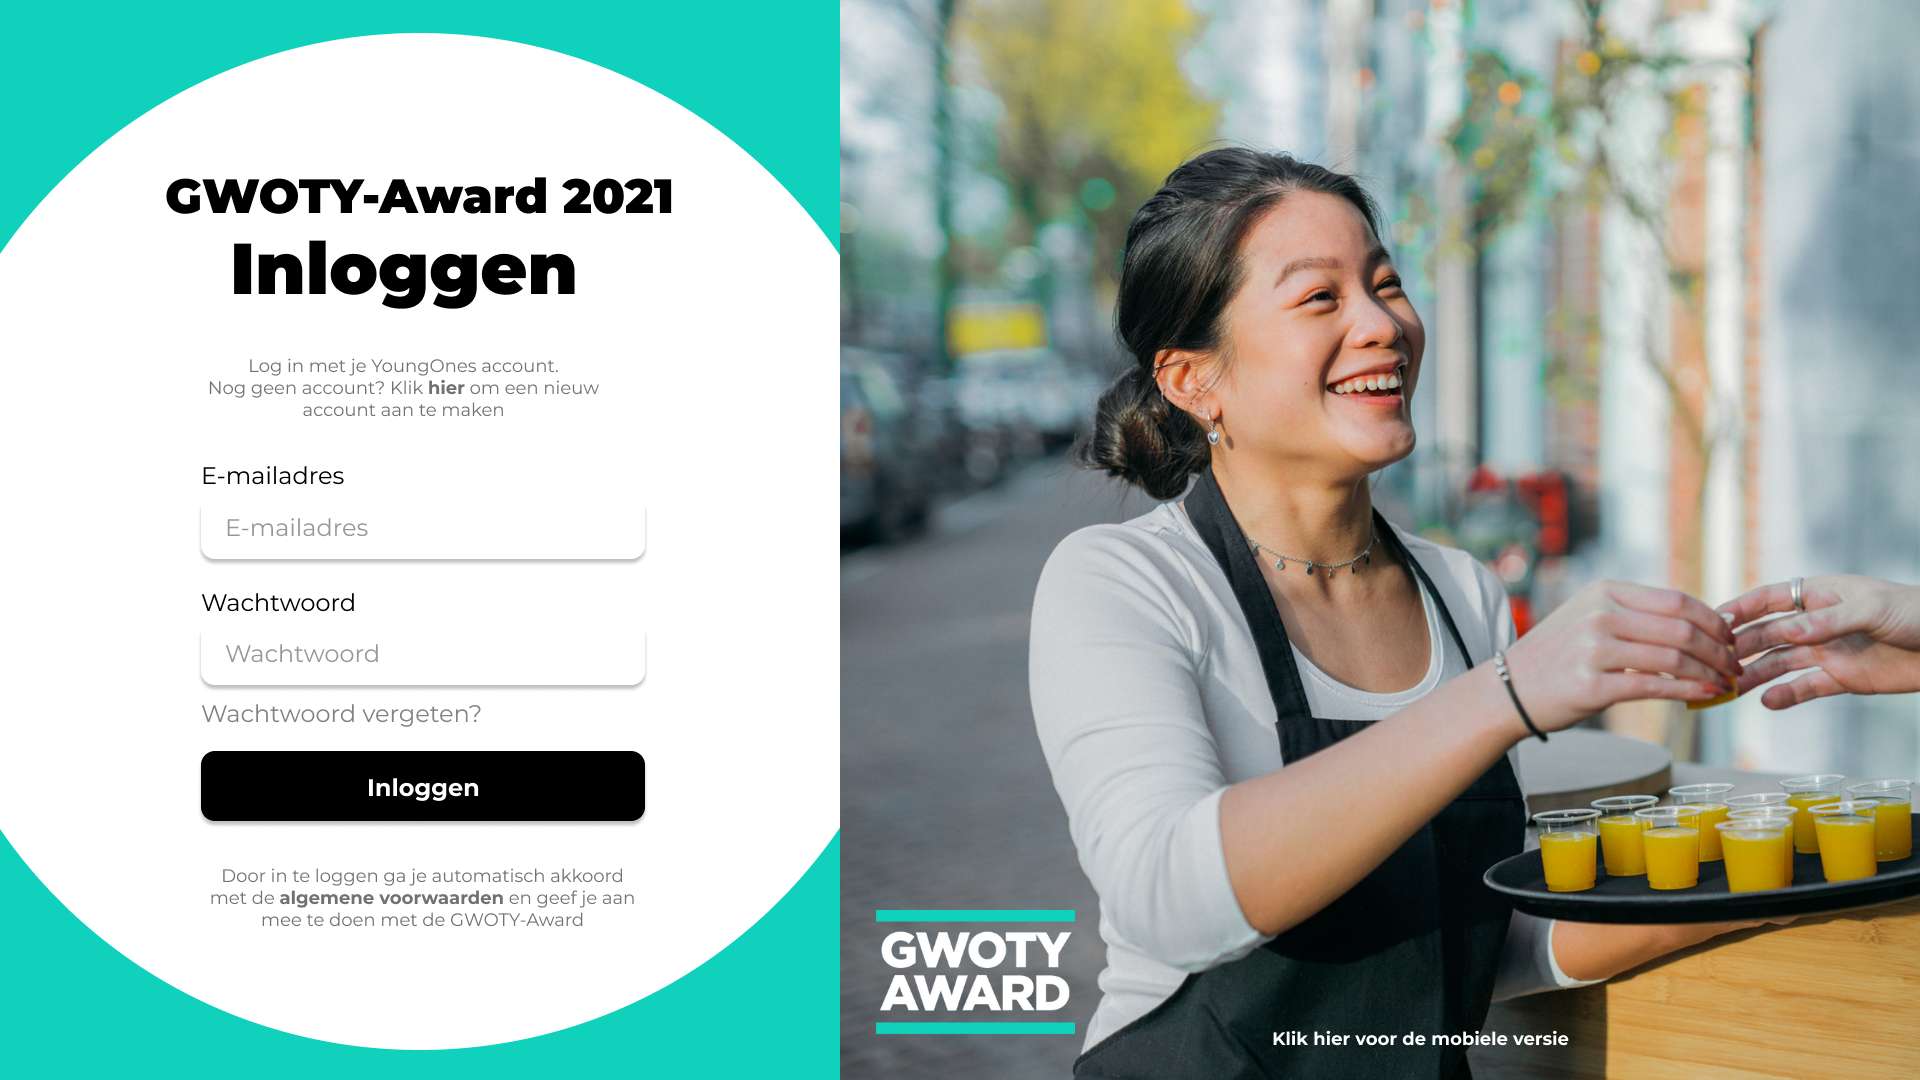 GWOTY-Award 2021
Inloggen
Log in met je YoungOnes account.
Nog geen account? Klik hier om een nieuw
account aan te maken
E-mailadres
E-mailadres
Wachtwoord
Wachtwoord
Wachtwoord vergeten?
Inloggen
Door in te loggen ga je automatisch akkoord
met de algemene voorwaarden en geef je aan
mee te doen met de GWOTY-Award
GWOTY
AWARD
Klik hier voor de mobiele versie